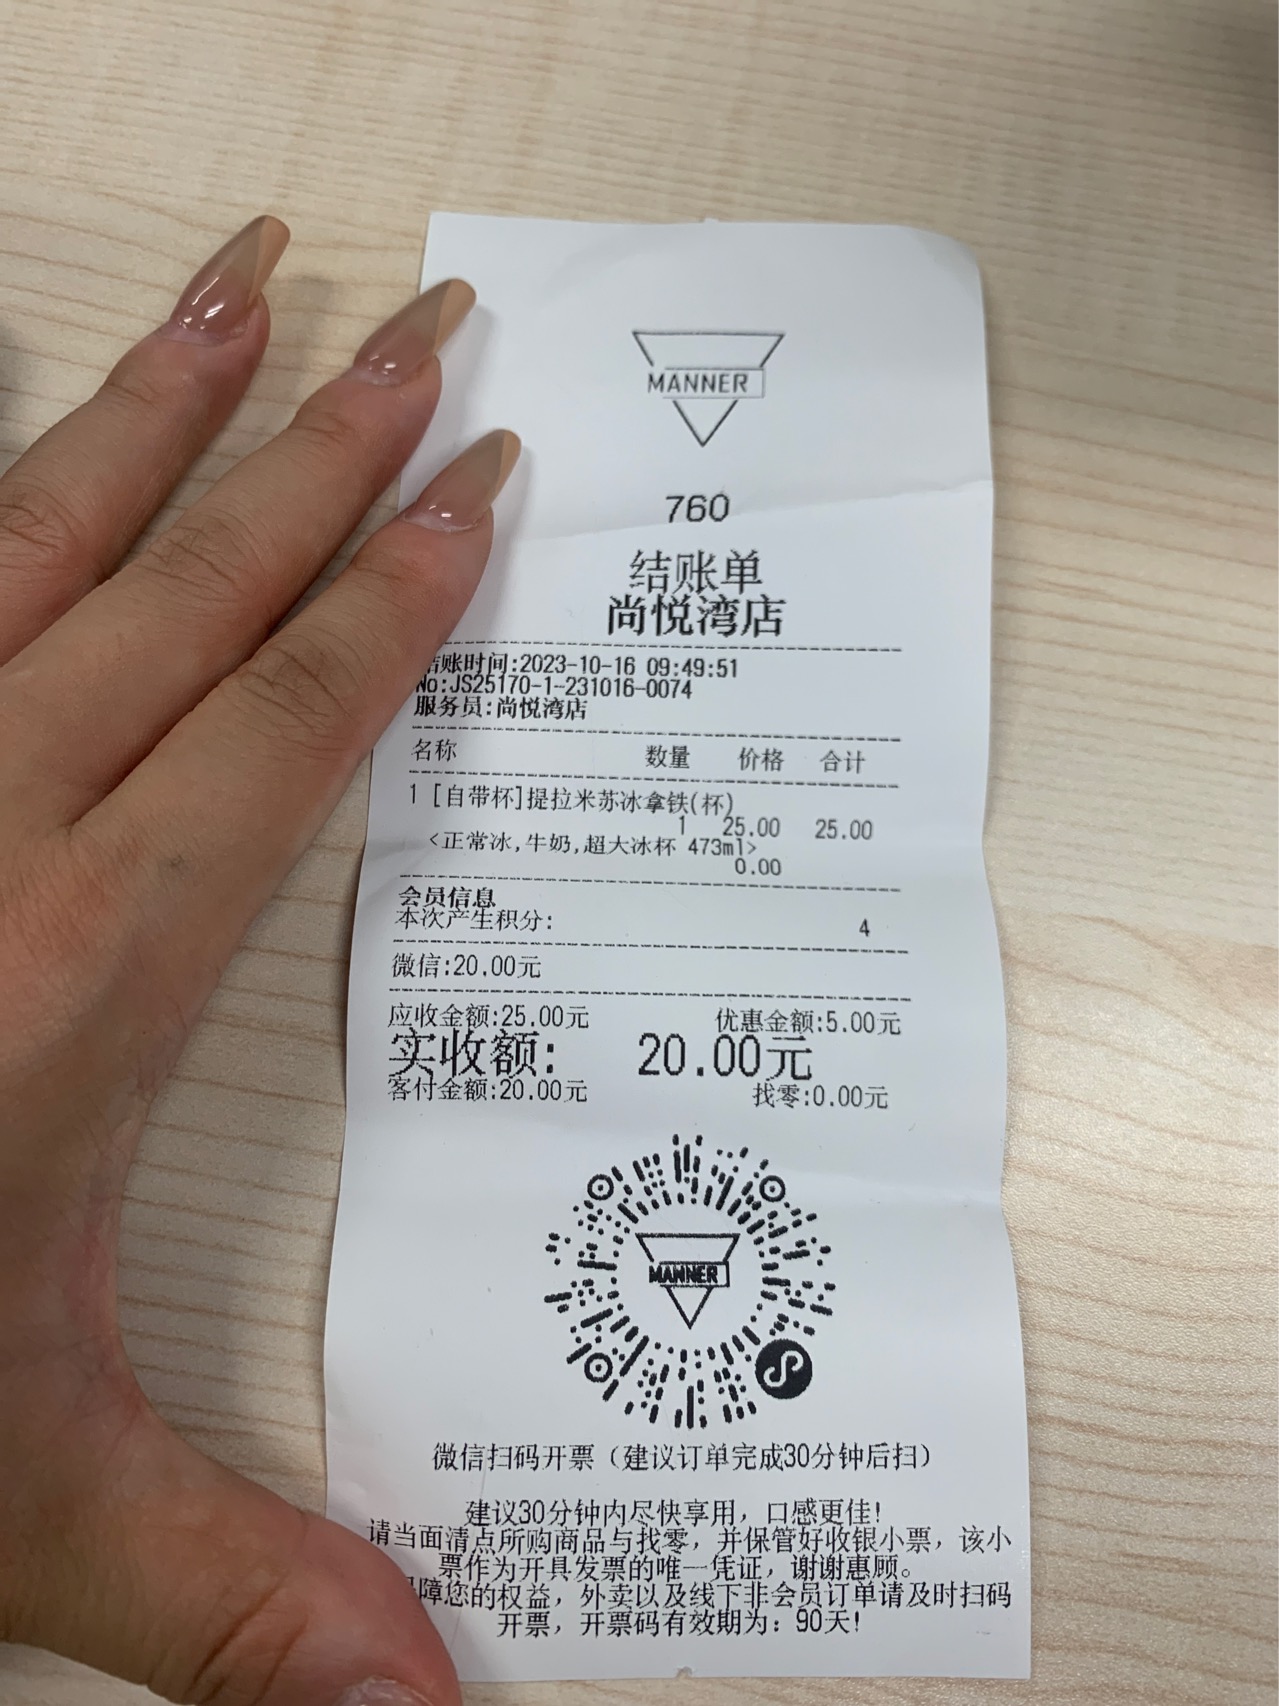 MANNER
760
结账单
尚悦湾店
结账时间:2023-10-16 09:49:51
No:JS25170-1-231016-0074
服务员:尚悦湾店
名称 数量 价格 合计
1 [自带杯]提拉米苏冰拿铁(杯)
1 25.00 25.00
<正常冰,牛奶,超大冰杯 473ml>
0.00
会员信息
本次产生积分: 4
微信:20.00元
应收金额:25.00元 优惠金额:5.00元
实收额: 20.00元
客付金额:20.00元 找零:0.00元
MANNER
微信扫码开票（建议订单完成30分钟后扫）
建议30分钟内尽快享用，口感更佳!
请当面清点所购商品与找零，并保管好收银小票，该小
票作为开具发票的唯一凭证，谢谢惠顾。
障您的权益，外卖以及线下非会员订单请及时扫码
开票，开票码有效期为：90天!